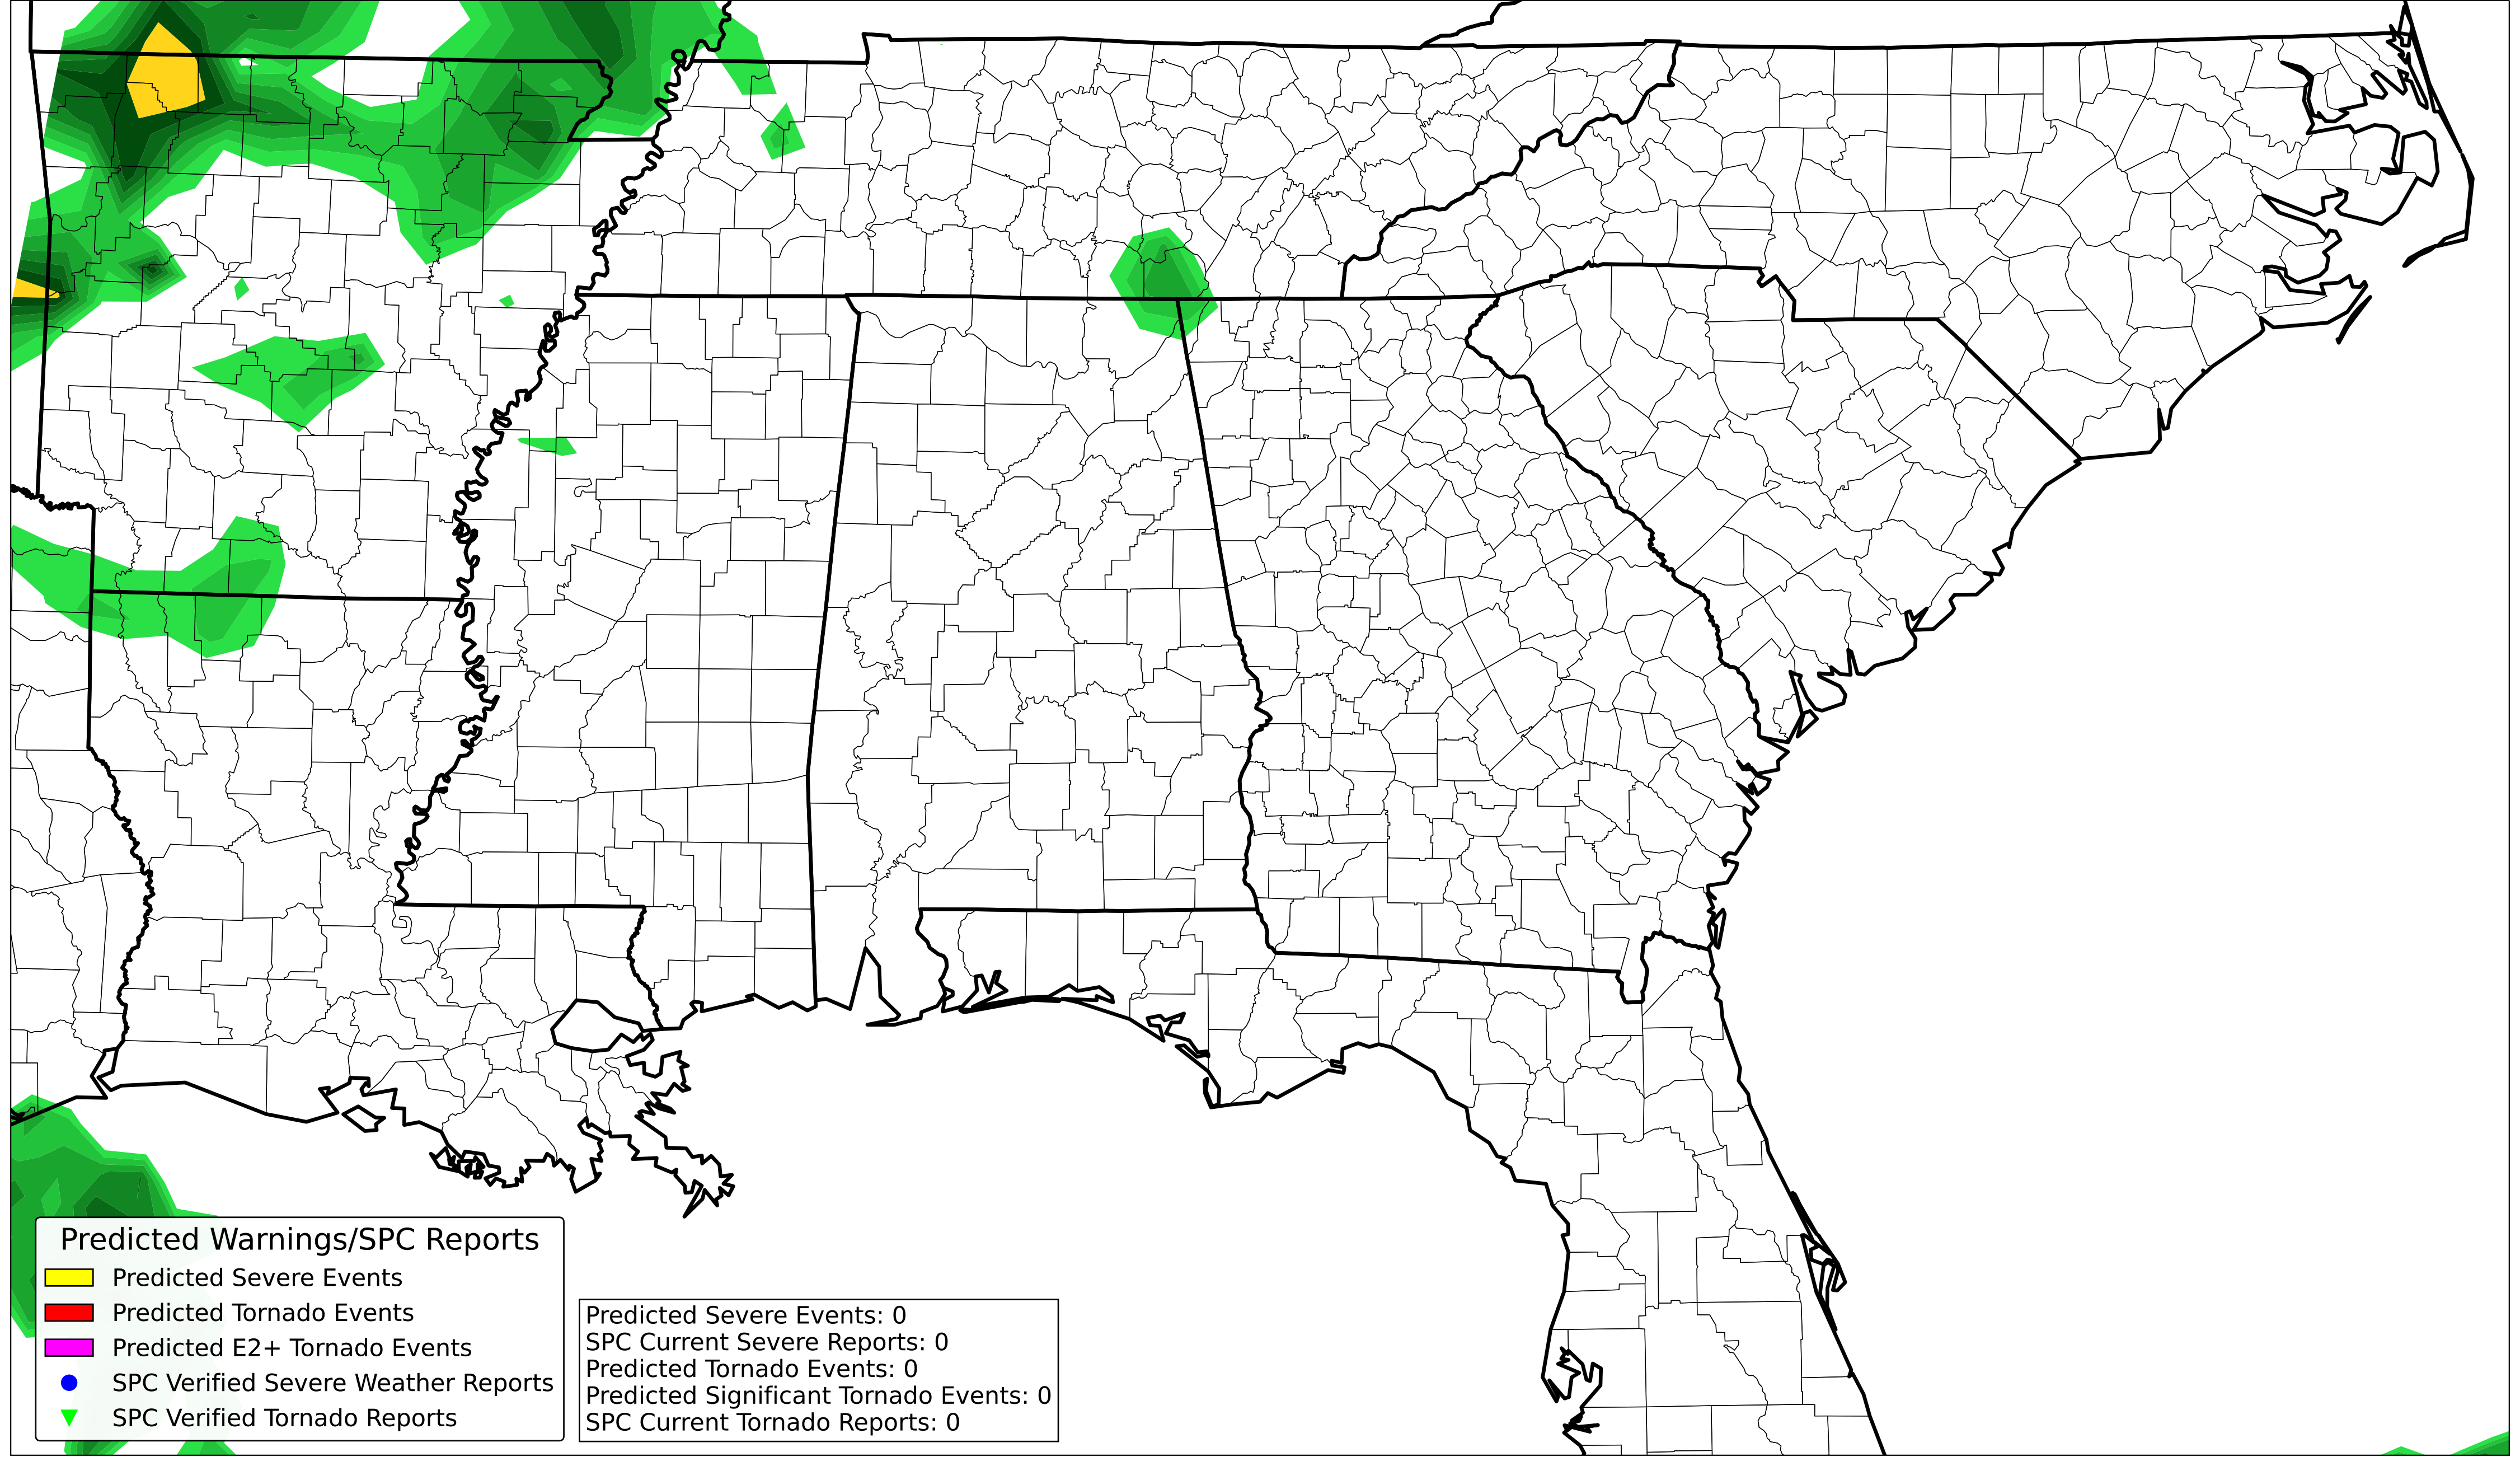 Predicted Warnings/SPC Reports
Predicted Severe Events
Predicted Tornado Events
Predicted E2+ Tornado Events
SPC Verified Severe Weather Reports
SPC Verified Tornado Reports
Predicted Severe Events: 0
SPC Current Severe Reports: 0
Predicted Tornado Events: 0
Predicted Significant Tornado Events: 0
SPC Current Tornado Reports: 0